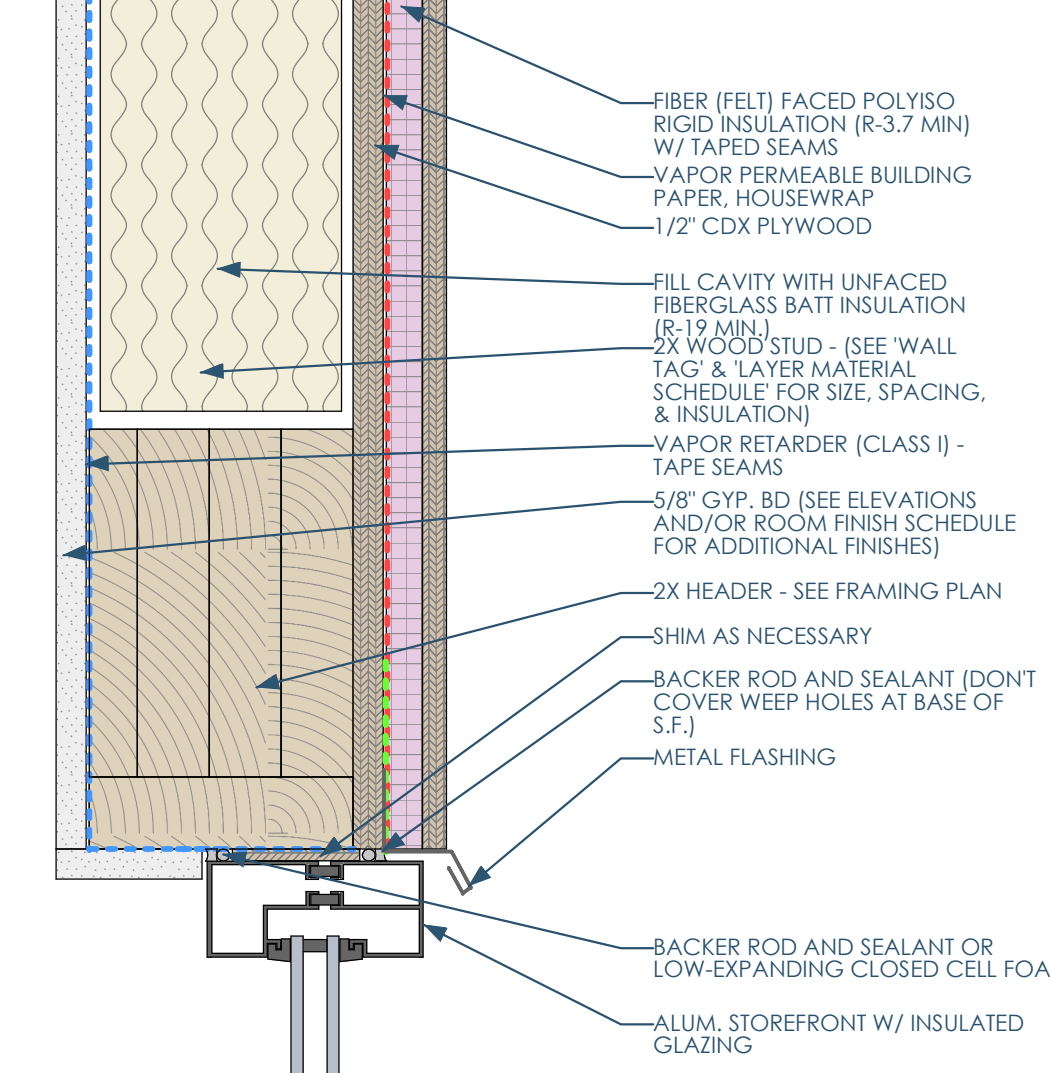 FIBER (FELT) FACED POLYISO
RIGID INSULATION (R-3.7 MIN)
W/ TAPED SEAMS
VAPOR PERMEABLE BUILDING
PAPER, HOUSEWRAP
1/2" CDX PLYWOOD
FILL CAVITY WITH UNFACED
FIBERGLASS BATT INSULATION
(R-19 MIN.)
2X WOOD STUD - (SEE 'WALL
TAG' & 'LAYER MATERIAL
SCHEDULE' FOR SIZE, SPACING,
& INSULATION)
VAPOR RETARDER (CLASS I) -
TAPE SEAMS
5/8" GYP. BD (SEE ELEVATIONS
AND/OR ROOM FINISH SCHEDULE
FOR ADDITIONAL FINISHES)
2X HEADER - SEE FRAMING PLAN
SHIM AS NECESSARY
BACKER ROD AND SEALANT (DON'T
COVER WEEP HOLES AT BASE OF
S.F.)
METAL FLASHING
BACKER ROD AND SEALANT OR
LOW-EXPANDING CLOSED CELL FOA
ALUM. STOREFRONT W/ INSULATED
GLAZING